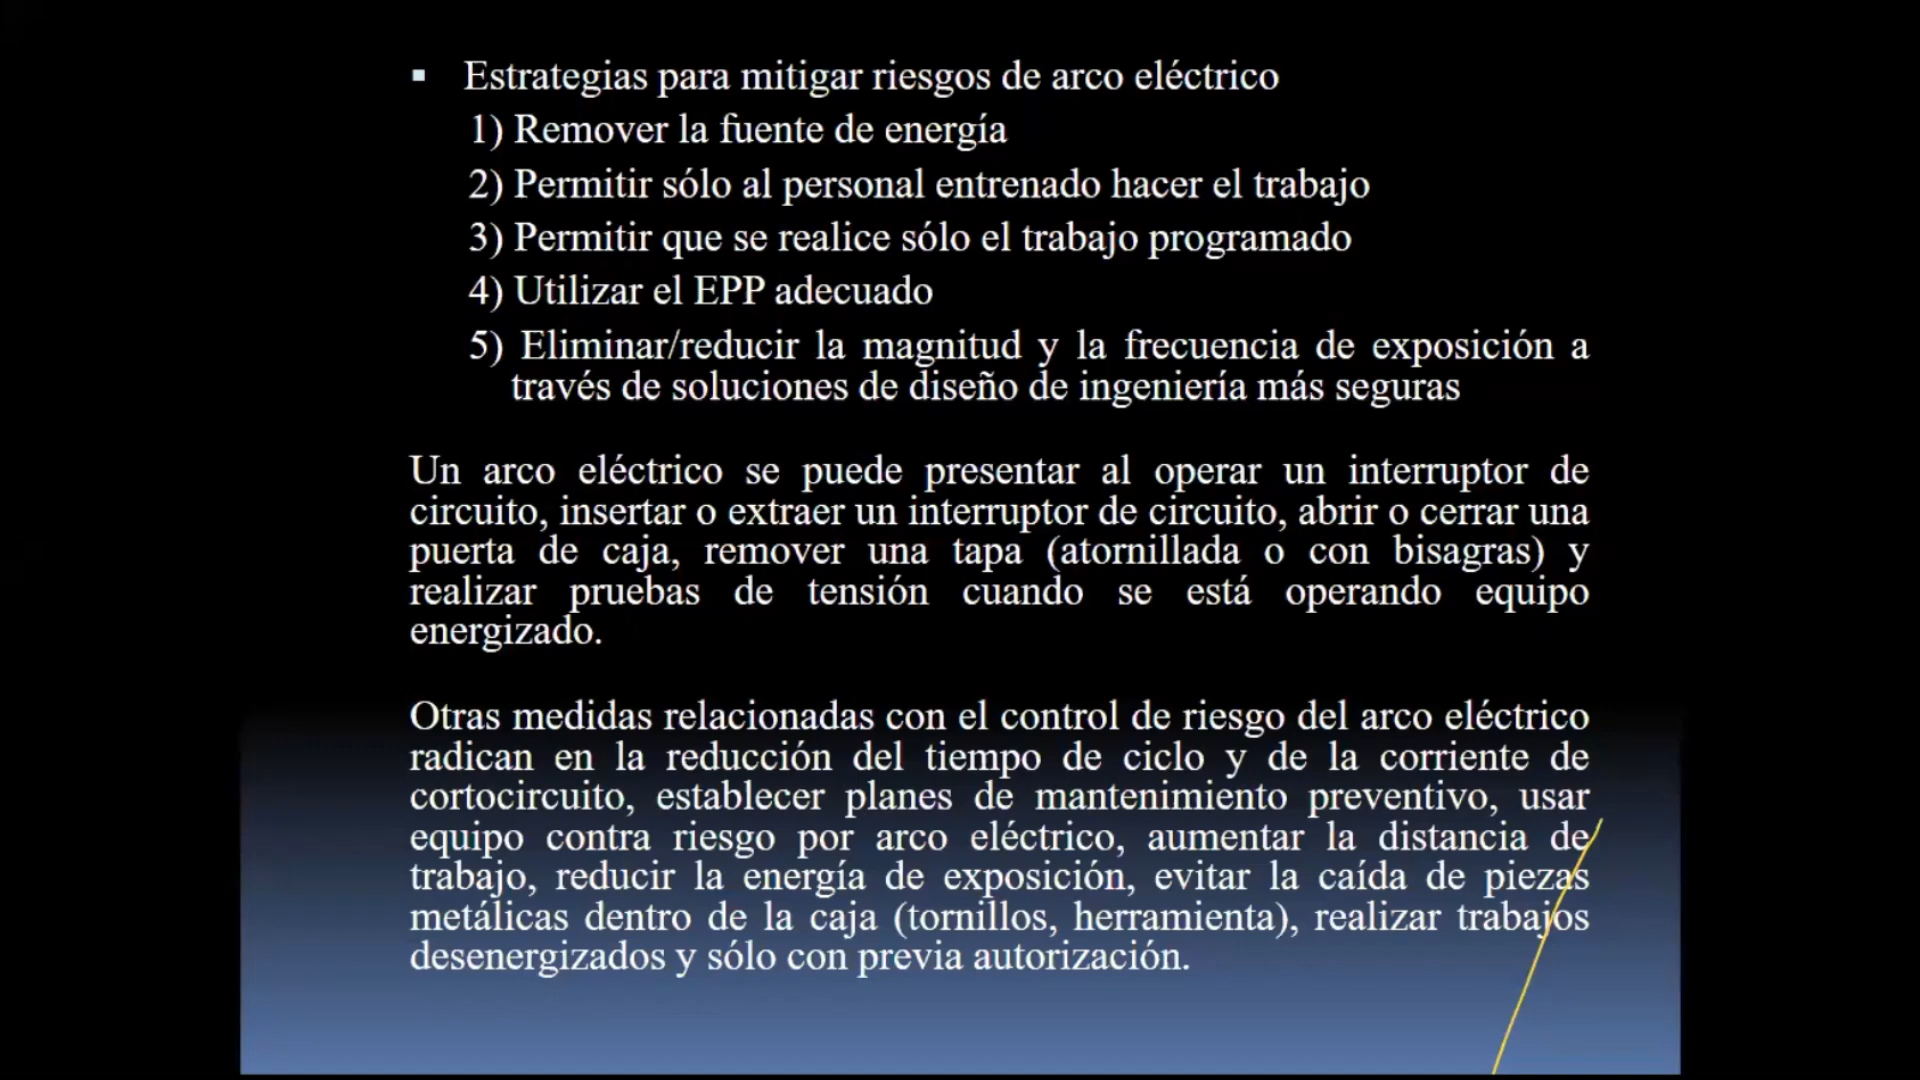 ▪ Estrategias para mitigar riesgos de arco eléctrico
1) Remover la fuente de energía
2) Permitir sólo al personal entrenado hacer el trabajo
3) Permitir que se realice sólo el trabajo programado
4) Utilizar el EPP adecuado
5) Eliminar/reducir la magnitud y la frecuencia de exposición a
través de soluciones de diseño de ingeniería más seguras
Un arco eléctrico se puede presentar al operar un interruptor de
circuito, insertar o extraer un interruptor de circuito, abrir o cerrar una
puerta de caja, remover una tapa (atornillada o con bisagras) y
realizar pruebas de tensión cuando se está operando equipo
energizado.
Otras medidas relacionadas con el control de riesgo del arco eléctrico
radican en la reducción del tiempo de ciclo y de la corriente de
cortocircuito, establecer planes de mantenimiento preventivo, usar
equipo contra riesgo por arco eléctrico, aumentar la distancia de
trabajo, reducir la energía de exposición, evitar la caída de piezas
metálicas dentro de la caja (tornillos, herramienta), realizar trabajos
desenergizados y sólo con previa autorización.